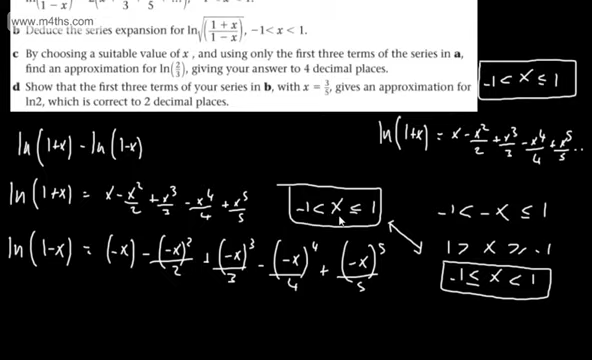 www.m4ths.com
b Deduce the series expansion for ln√((1+x)/(1−x)), −1 < x < 1.
c By choosing a suitable value of x, and using only the first three terms of the series in a,
find an approximation for ln(2/3), giving your answer to 4 decimal places.
d Show that the first three terms of your series in b, with x = 3/5, gives an approximation for
ln2, which is correct to 2 decimal places.
-1 < x ≤ 1
ln(1+x) - ln(1-x)
ln(1+x) = x - x²/2 + x³/3 - x⁴/4 + x⁵/5 ...
ln(1+x) = x - x²/2 + x³/3 - x⁴/4 + x⁵/5
-1 < x ≤ 1
-1 < -x ≤ 1
ln(1-x) = (-x) - (-x)²/2 + (-x)³/3 - (-x)⁴/4 + (-x)⁵/5
1 > x ≥ -1
-1 ≤ x < 1